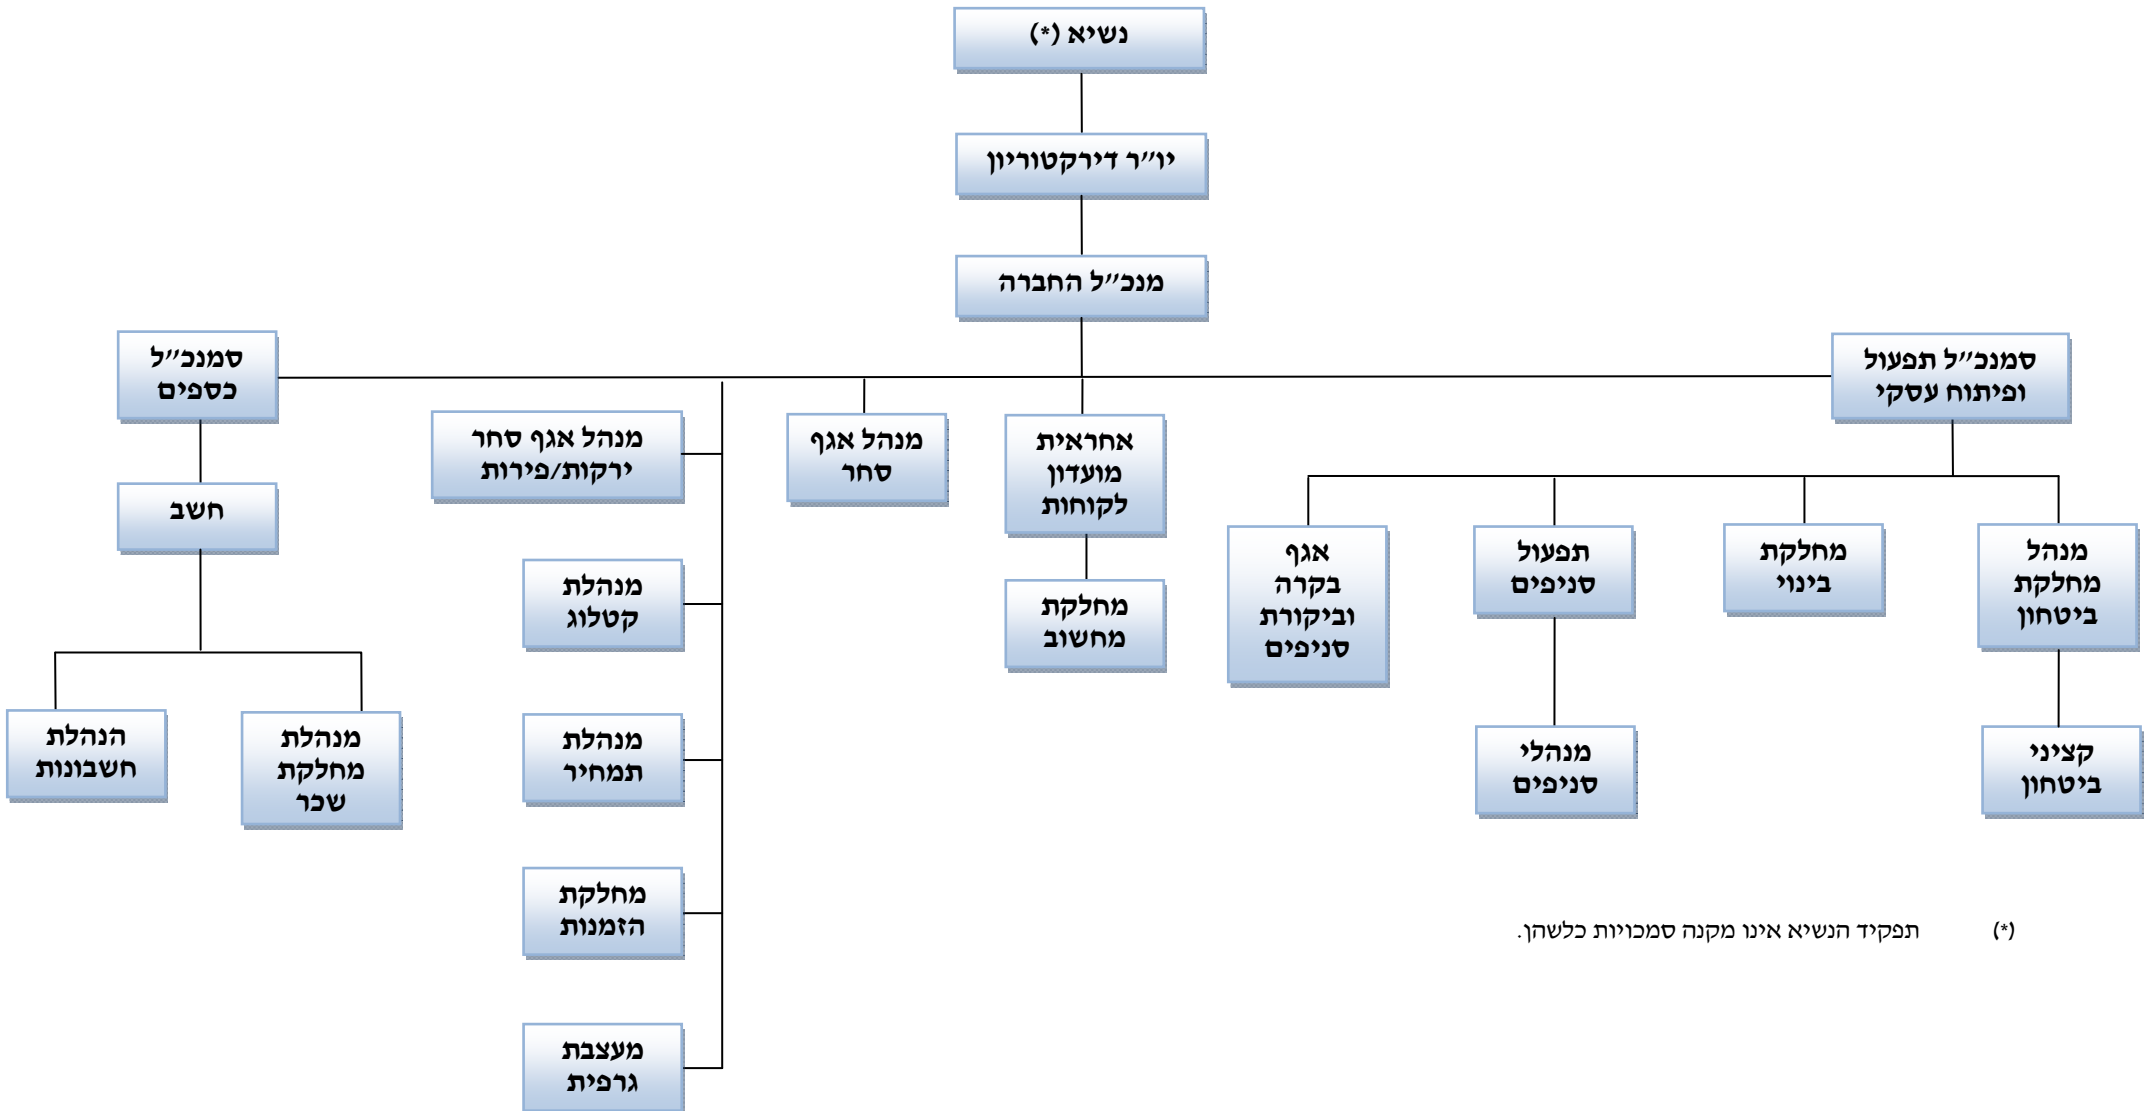 נשיא (*)
יו״ר דירקטוריון
מנכ״ל החברה
סמנכ״ל תפעול
ופיתוח עסקי
סמנכ״ל
כספים
אחראית
מועדון
לקוחות
מנהל אגף
סחר
מנהל אגף סחר
ירקות/פירות
מנהל
מחלקת
ביטחון
מחלקת
בינוי
תפעול
סניפים
אגף
בקרה
וביקורת
סניפים
מחלקת
מחשוב
מנהלת
קטלוג
חשב
קציני
ביטחון
מנהלי
סניפים
מנהלת
תמחיר
מנהלת
מחלקת
שכר
הנהלת
חשבונות
מחלקת
הזמנות
מעצבת
גרפית
(*) תפקיד הנשיא אינו מקנה סמכויות כלשהן.